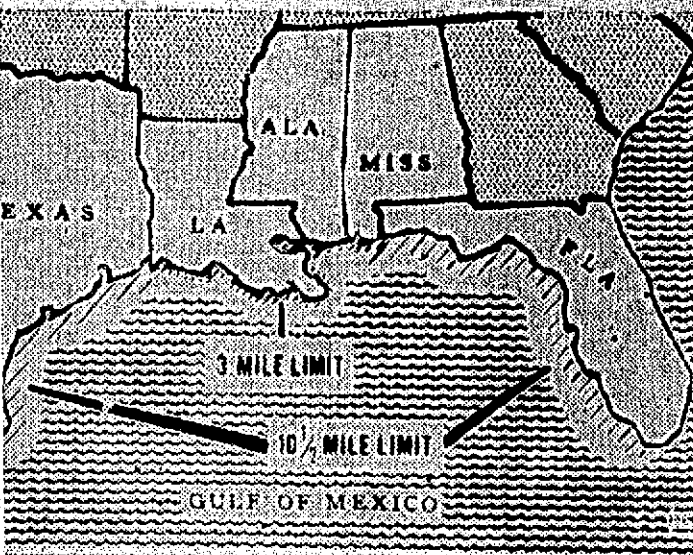 ALA.
MISS
EXAS
LA
FLA
3 MILE LIMIT
10½ MILE LIMIT
GULF OF MEXICO